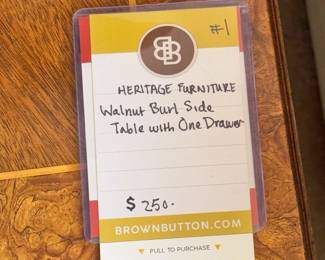 #1
HERITAGE FURNITURE
Walnut Burl Side
Table with One Drawer
$ 250.-
BROWNBUTTON.COM
PULL TO PURCHASE